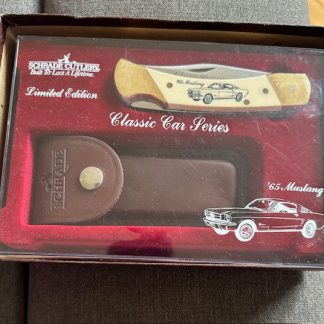 SCHRADE CUTLERY
Built To Last A Lifetime.
'65 Mustang
Limited Edition
Classic Car Series
SCHRADE
'65 Mustang